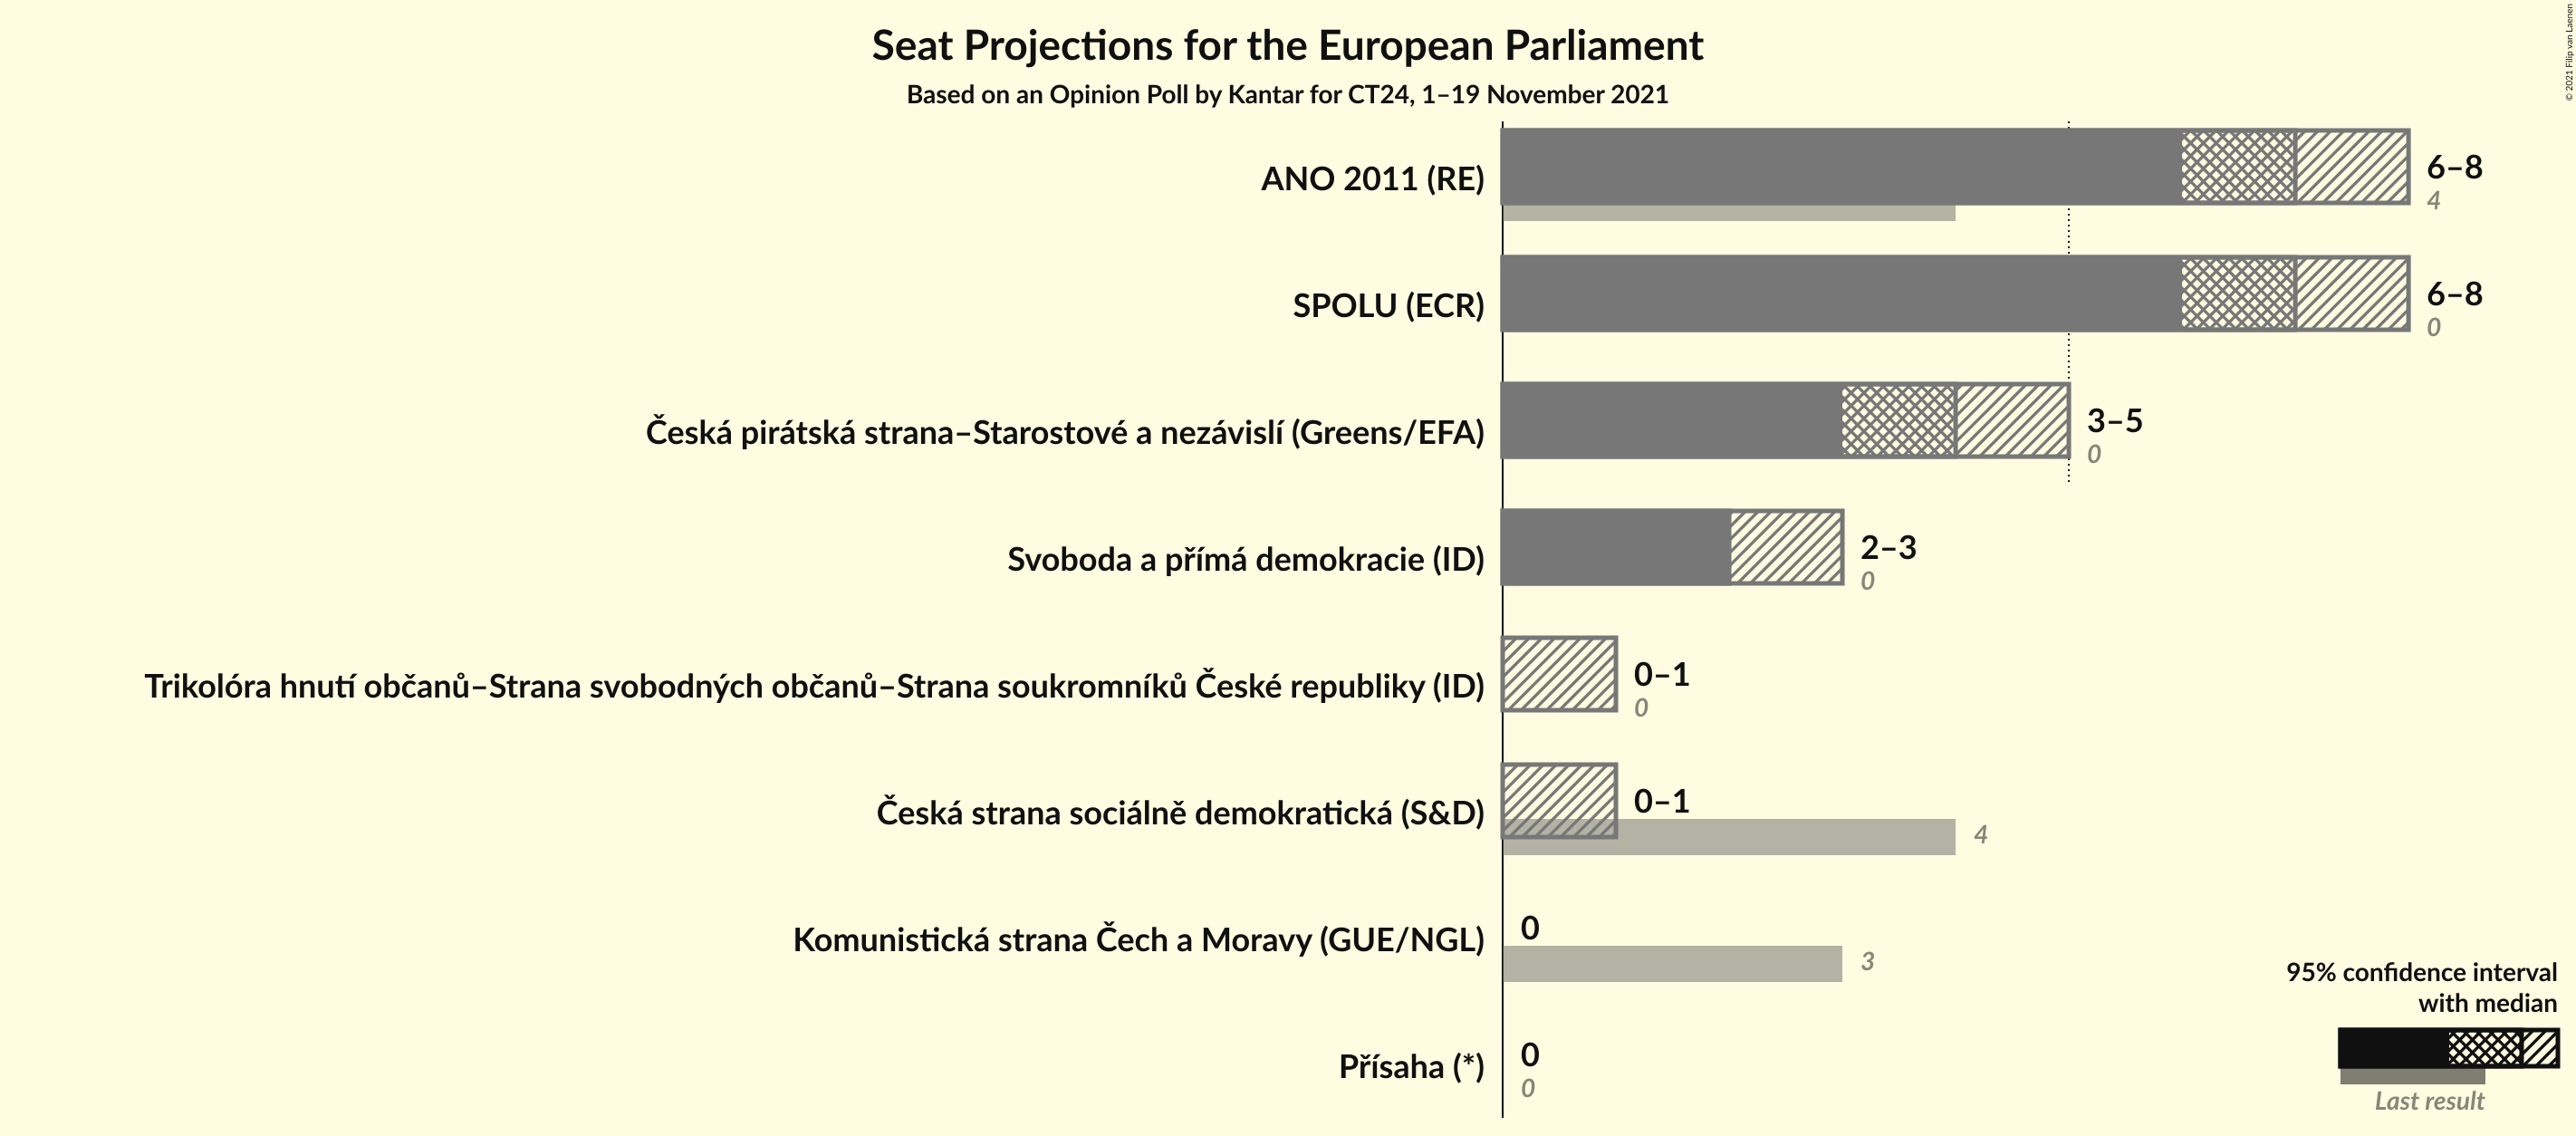 Seat Projections for the European Parliament
Based on an Opinion Poll by Kantar for CT24, 1–19 November 2021
© 2021 Filip van Laenen
ANO 2011 (RE)
6–8
4
SPOLU (ECR)
6–8
0
Česká pirátská strana–Starostové a nezávislí (Greens/EFA)
3–5
0
Svoboda a přímá demokracie (ID)
2–3
0
Trikolóra hnutí občanů–Strana svobodných občanů–Strana soukromníků České republiky (ID)
0–1
0
Česká strana sociálně demokratická (S&D)
0–1
4
Komunistická strana Čech a Moravy (GUE/NGL)
0
3
Přísaha (*)
0
0
95% confidence interval
with median
Last result